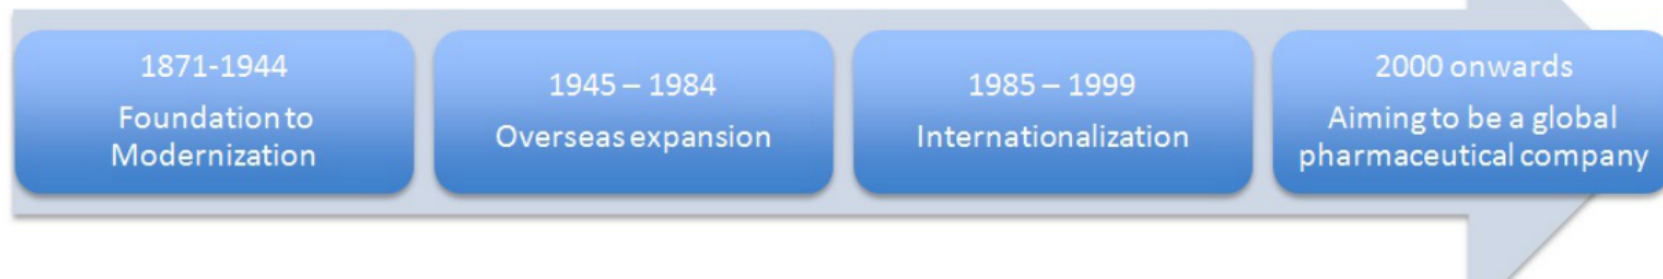 1871-1944
Foundation to
Modernization
1945 – 1984
Overseas expansion
1985 – 1999
Internationalization
2000 onwards
Aiming to be a global
pharmaceutical company